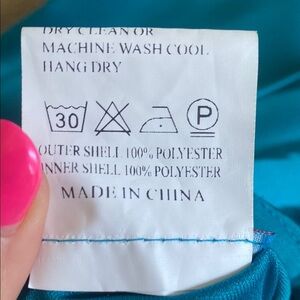 DRY CLEAN OR
MACHINE WASH COOL
HANG DRY
30 P
OUTER SHELL 100% POLYESTER
INNER SHELL 100% POLYESTER
MADE IN CHINA